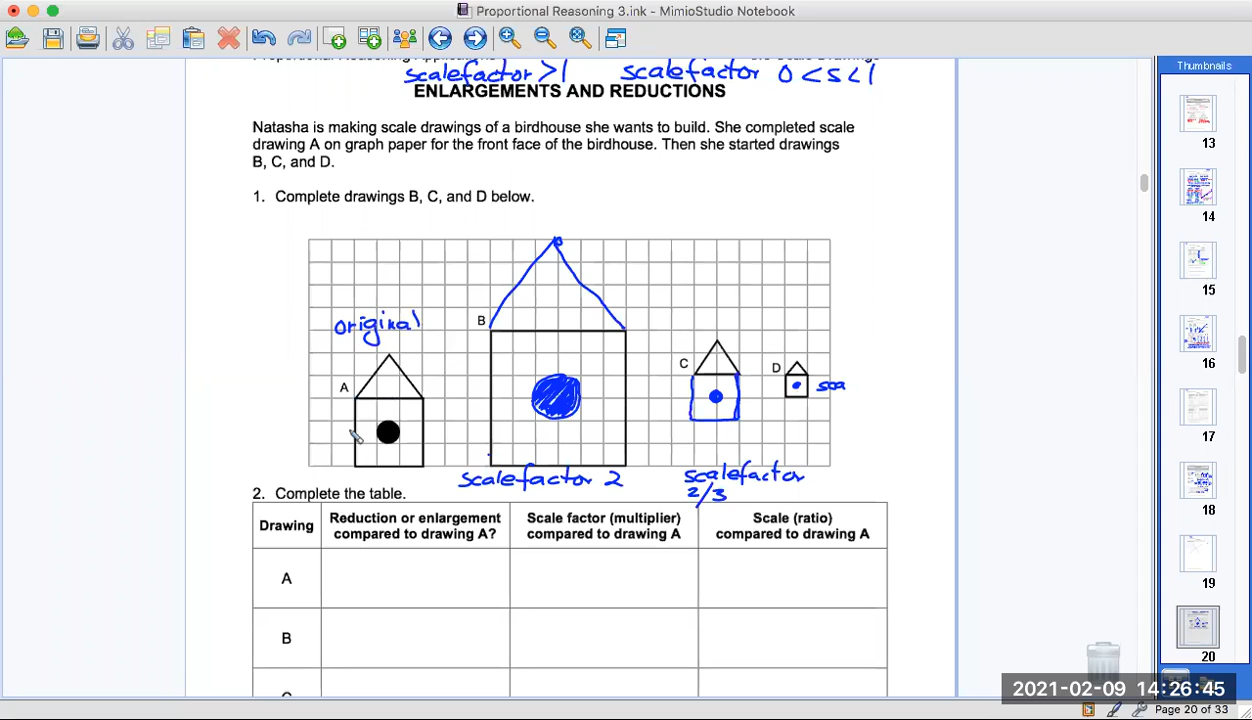 Proportional Reasoning 3.ink - MimioStudio Notebook
scalefactor >1 scalefactor 0 < s < 1
ENLARGEMENTS AND REDUCTIONS
Natasha is making scale drawings of a birdhouse she wants to build. She completed scale
drawing A on graph paper for the front face of the birdhouse. Then she started drawings
B, C, and D.
1. Complete drawings B, C, and D below.
original
A
B
C
D
sca
scalefactor 2
scalefactor
2/3
2. Complete the table.
Drawing
Reduction or enlargement
compared to drawing A?
Scale factor (multiplier)
compared to drawing A
Scale (ratio)
compared to drawing A
A
B
Thumbnails
13
14
15
16
17
18
19
20
2021-02-09 14:26:45
Page 20 of 33